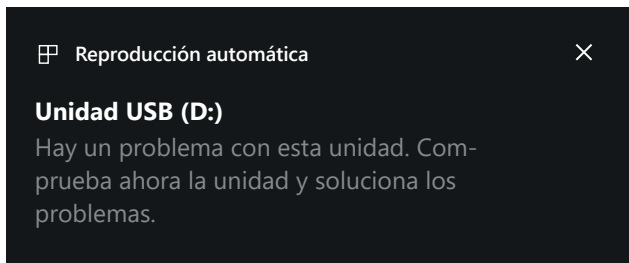 Reproducción automática
Unidad USB (D:)
Hay un problema con esta unidad. Com-
prueba ahora la unidad y soluciona los
problemas.